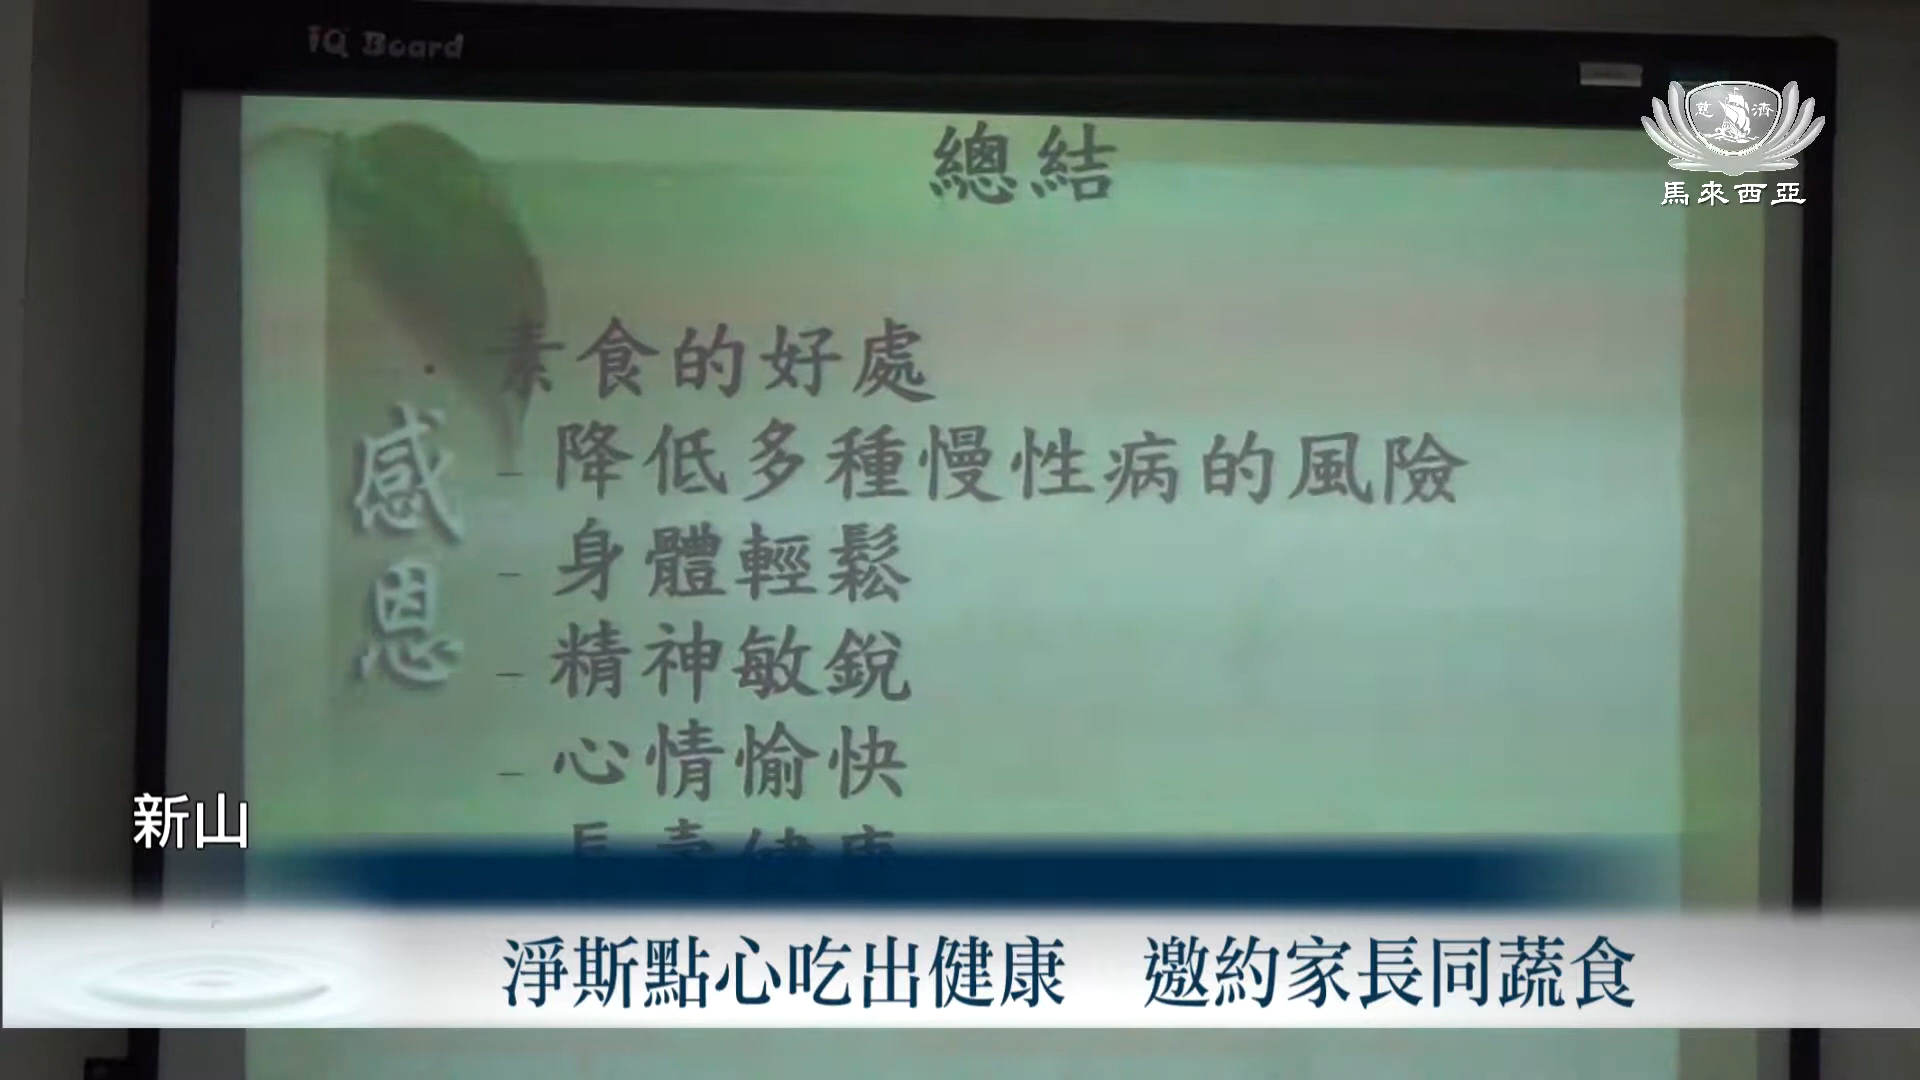 iQ Board
慈濟
馬來西亞
總結
· 素食的好處
– 降低多種慢性病的風險
– 身體輕鬆
– 精神敏銳
– 心情愉快
感恩
新山
淨斯點心吃出健康 邀約家長同蔬食